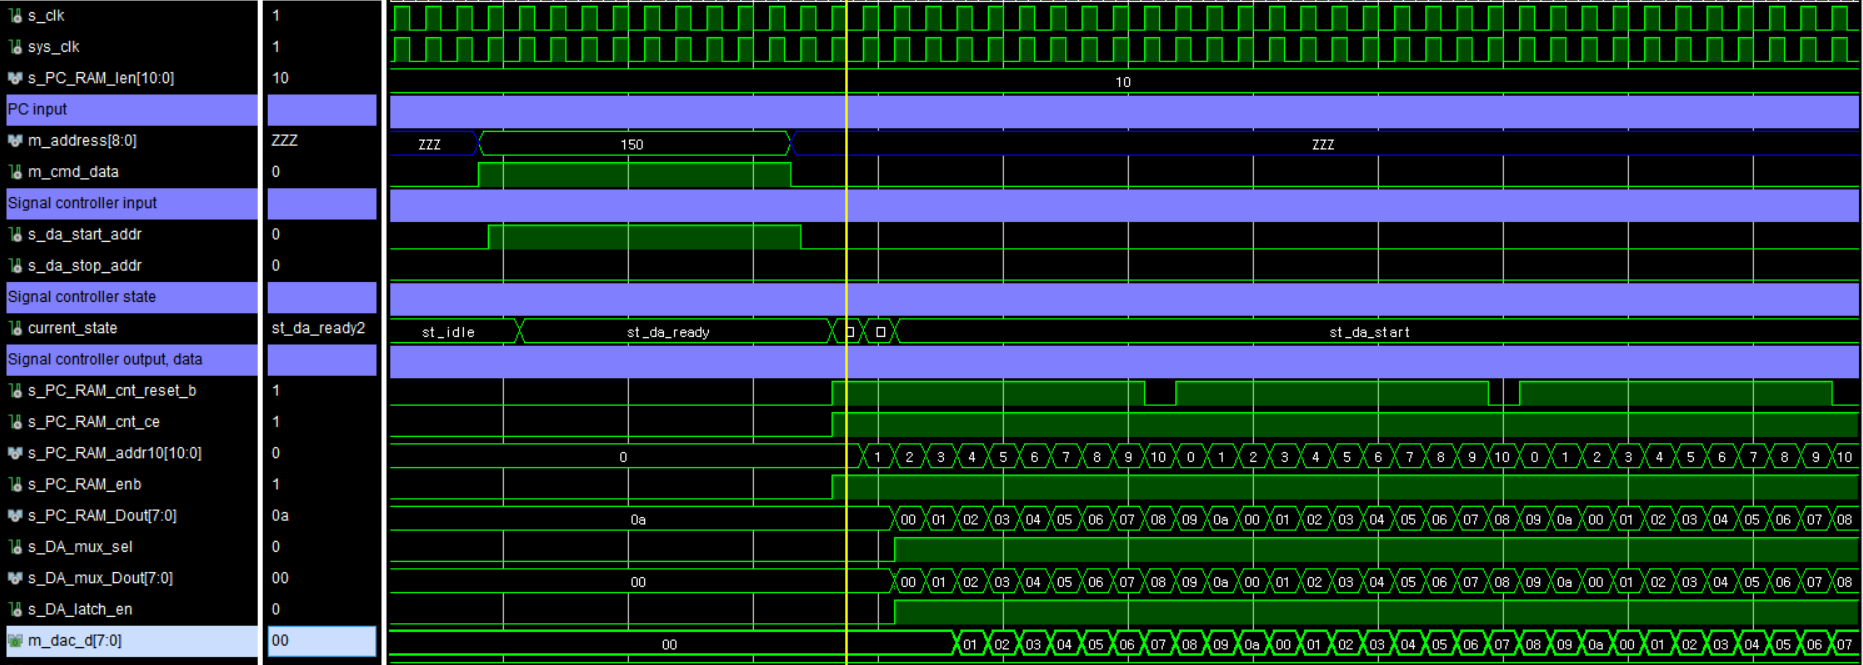 s_clk 1
sys_clk 1
s_PC_RAM_len[10:0] 10 10
PC input
m_address[8:0] ZZZ ZZZ 150 ZZZ
m_cmd_data 0
Signal controller input
s_da_start_addr 0
s_da_stop_addr 0
Signal controller state
current_state st_da_ready2 st_idle st_da_ready st_da_start
Signal controller output, data
s_PC_RAM_cnt_reset_b 1
s_PC_RAM_cnt_ce 1
s_PC_RAM_addr10[10:0] 0 0 1 2 3 4 5 6 7 8 9 10 0 1 2 3 4 5 6 7 8 9 10 0 1 2 3 4 5 6 7 8 9 10
s_PC_RAM_enb 1
s_PC_RAM_Dout[7:0] 0a 0a 00 01 02 03 04 05 06 07 08 09 0a 00 01 02 03 04 05 06 07 08 09 0a 00 01 02 03 04 05 06 07 08
s_DA_mux_sel 0
s_DA_mux_Dout[7:0] 00 00 00 01 02 03 04 05 06 07 08 09 0a 00 01 02 03 04 05 06 07 08 09 0a 00 01 02 03 04 05 06 07 08
s_DA_latch_en 0
m_dac_d[7:0] 00 00 01 02 03 04 05 06 07 08 09 0a 00 01 02 03 04 05 06 07 08 09 0a 00 01 02 03 04 05 06 07